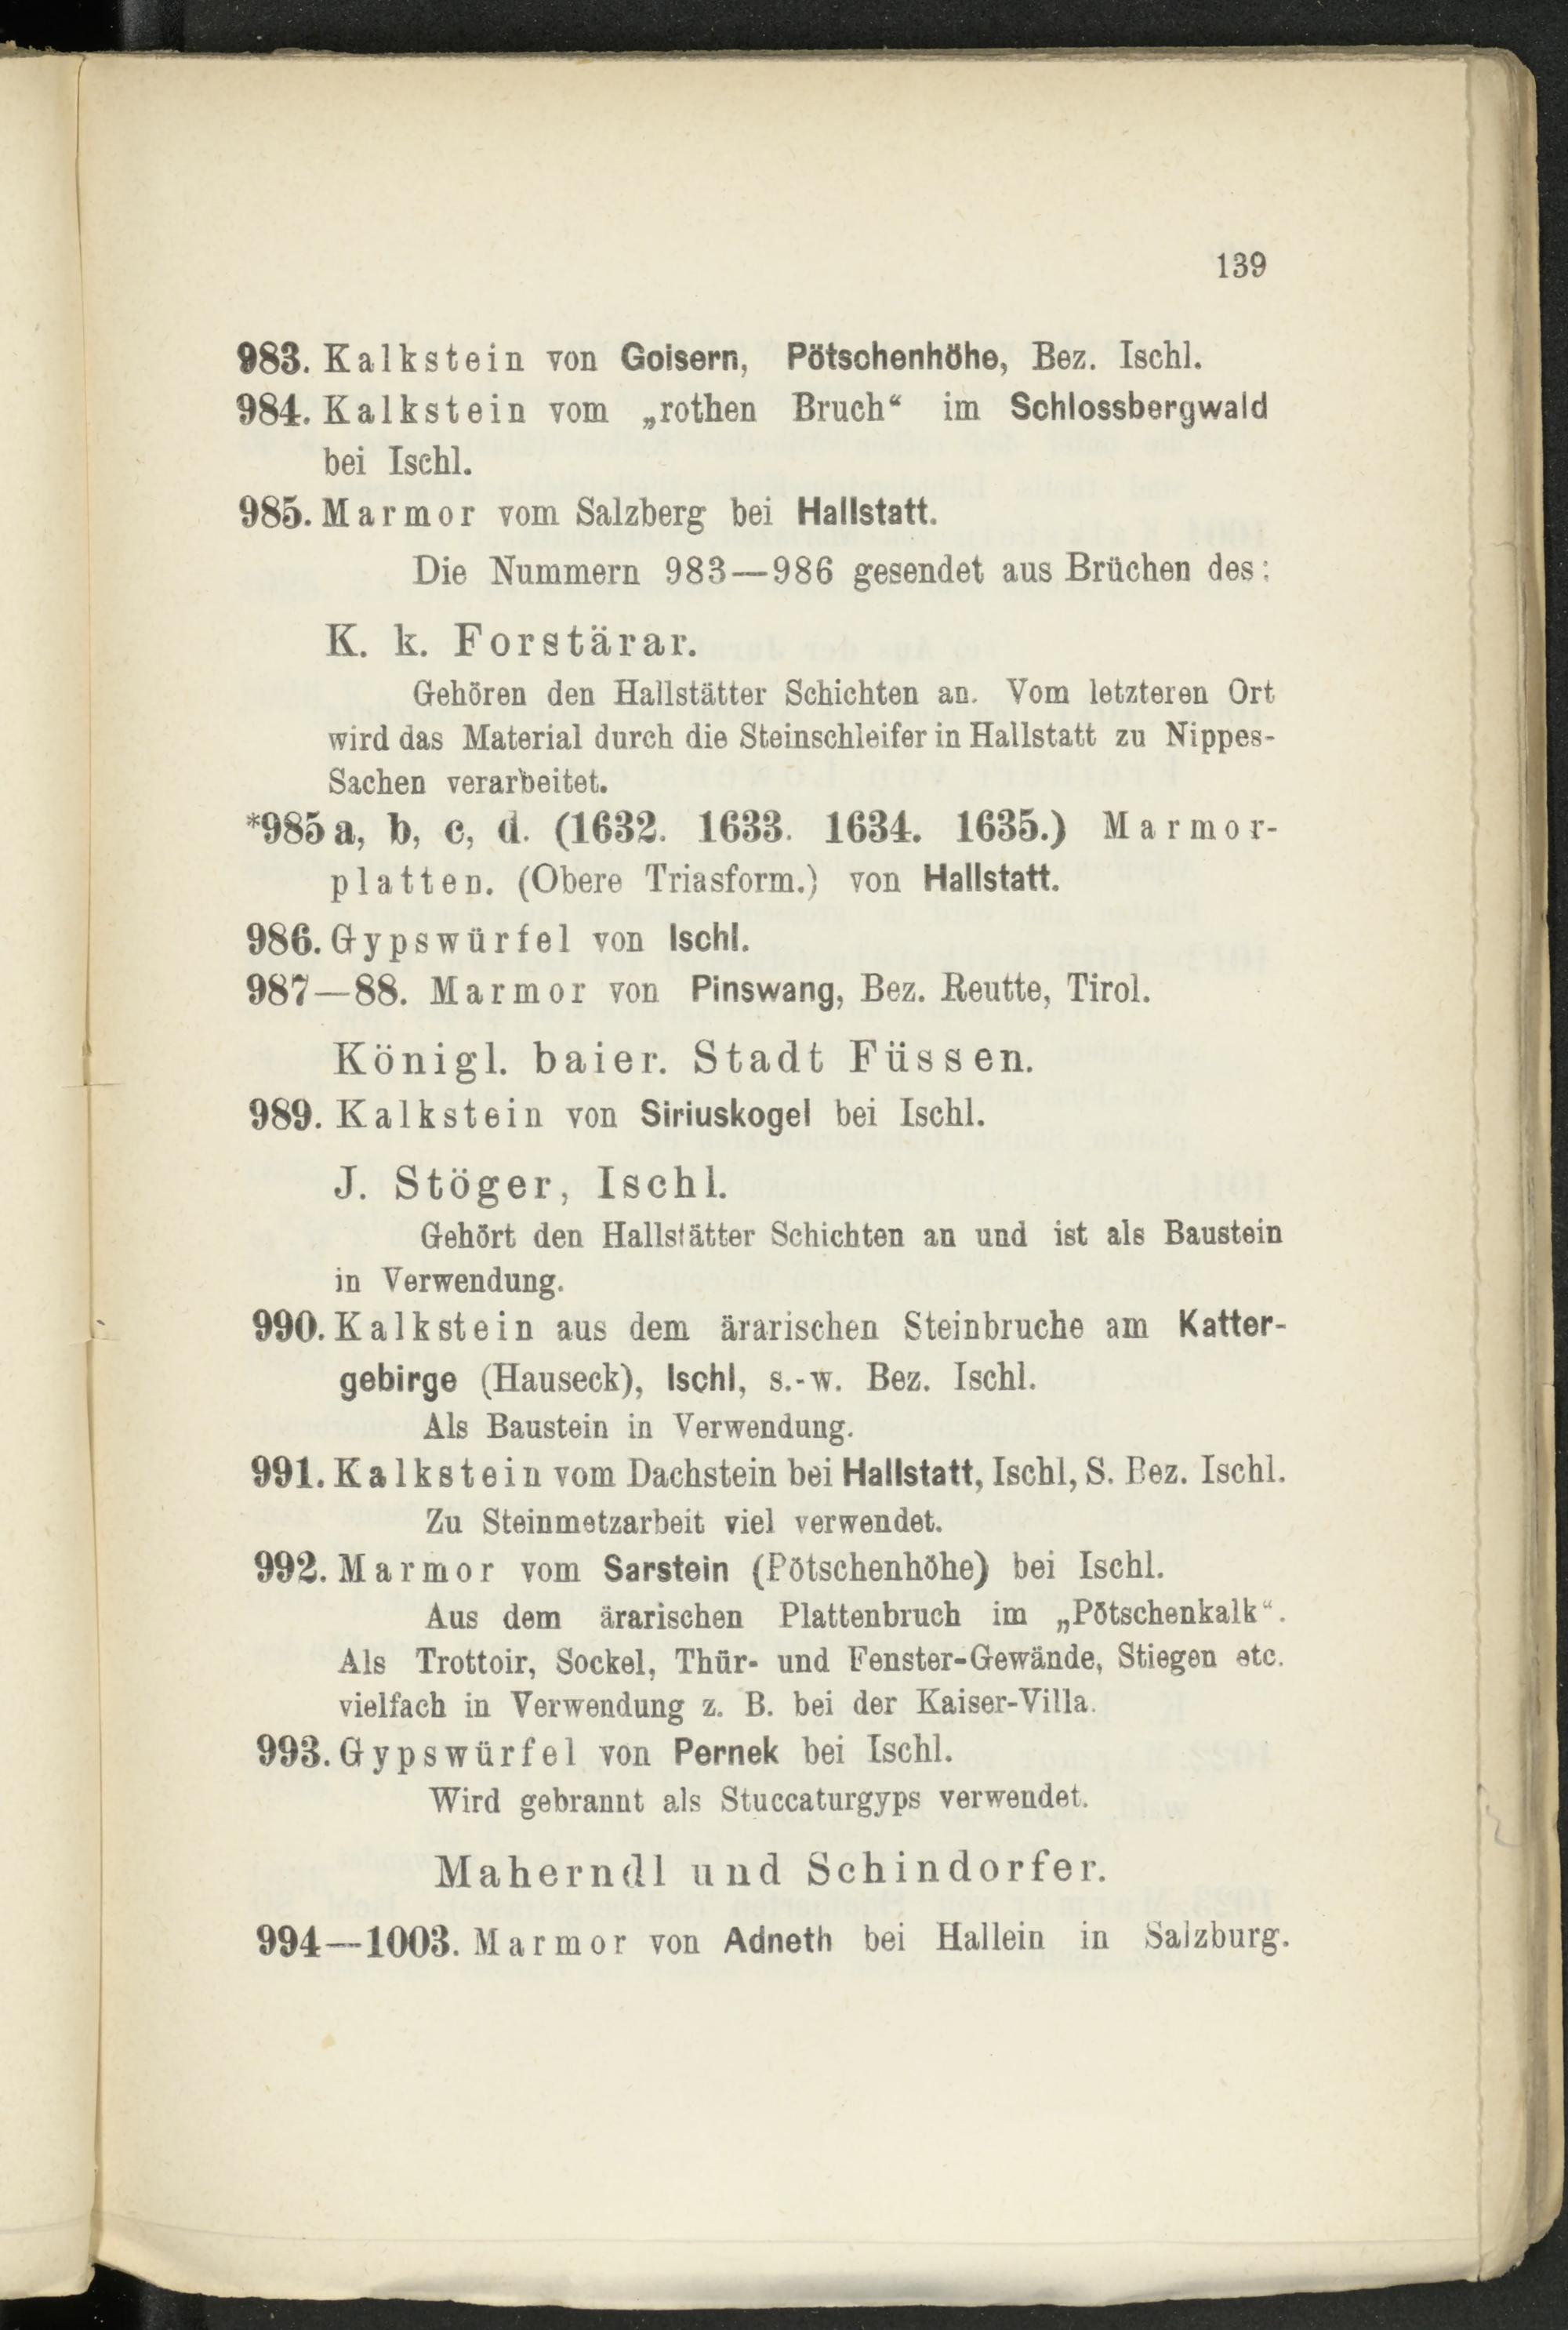 139
983. Kalkstein von Goisern, Pötschenhöhe, Bez. Ischl.
984. Kalkstein vom „rothen Bruch“ im Schlossbergwald
bei Ischl.
985. Marmor vom Salzberg bei Hallstatt.
Die Nummern 983—986 gesendet aus Brüchen des:
K. k. Forstärar.
Gehören den Hallstätter Schichten an. Vom letzteren Ort
wird das Material durch die Steinschleifer in Hallstatt zu Nippes-
Sachen verarbeitet.
*985 a, b, c, d. (1632. 1633. 1634. 1635.) Marmor-
platten. (Obere Triasform.) von Hallstatt.
986. Gypswürfel von Ischl.
987—88. Marmor von Pinswang, Bez. Reutte, Tirol.
Königl. baier. Stadt Füssen.
989. Kalkstein von Siriuskogel bei Ischl.
J. Stöger, Ischl.
Gehört den Hallstätter Schichten an und ist als Baustein
in Verwendung.
990. Kalkstein aus dem ärarischen Steinbruche am Katter-
gebirge (Hauseck), Ischl, s.-w. Bez. Ischl.
Als Baustein in Verwendung.
991. Kalkstein vom Dachstein bei Hallstatt, Ischl, S. Bez. Ischl.
Zu Steinmetzarbeit viel verwendet.
992. Marmor vom Sarstein (Pötschenhöhe) bei Ischl.
Aus dem ärarischen Plattenbruch im „Pötschenkalk“.
Als Trottoir, Sockel, Thür- und Fenster-Gewände, Stiegen etc.
vielfach in Verwendung z. B. bei der Kaiser-Villa.
993. Gypswürfel von Pernek bei Ischl.
Wird gebrannt als Stuccaturgyps verwendet.
Maherndl und Schindorfer.
994—1003. Marmor von Adneth bei Hallein in Salzburg.